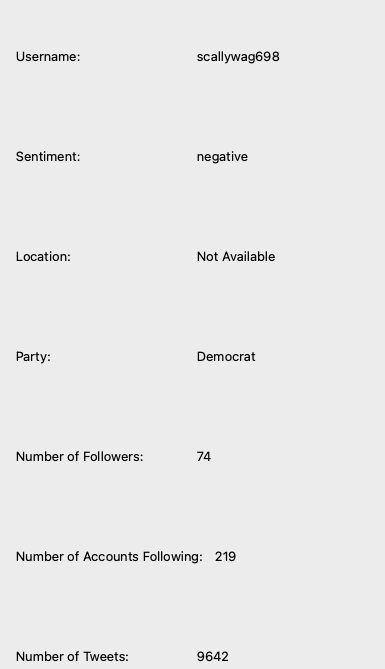 Username: scallywag698
Sentiment: negative
Location: Not Available
Party: Democrat
Number of Followers: 74
Number of Accounts Following: 219
Number of Tweets: 9642